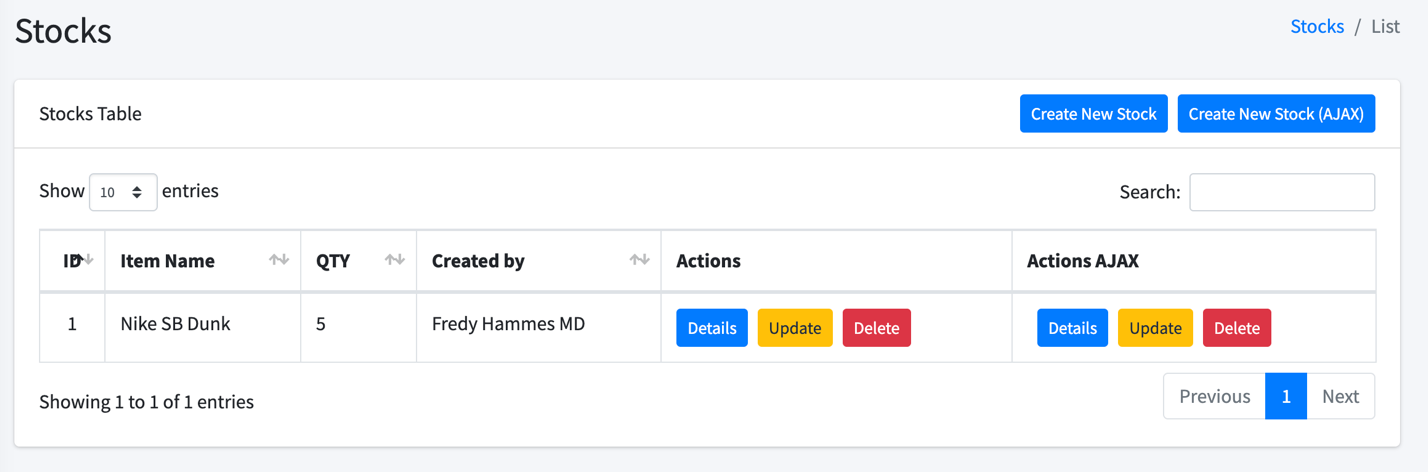 Stocks
Stocks / List
Stocks Table
Create New Stock
Create New Stock (AJAX)
Show 10 entries
Search:
ID Item Name QTY Created by Actions Actions AJAX
1 Nike SB Dunk 5 Fredy Hammes MD Details Update Delete Details Update Delete
Showing 1 to 1 of 1 entries
Previous 1 Next